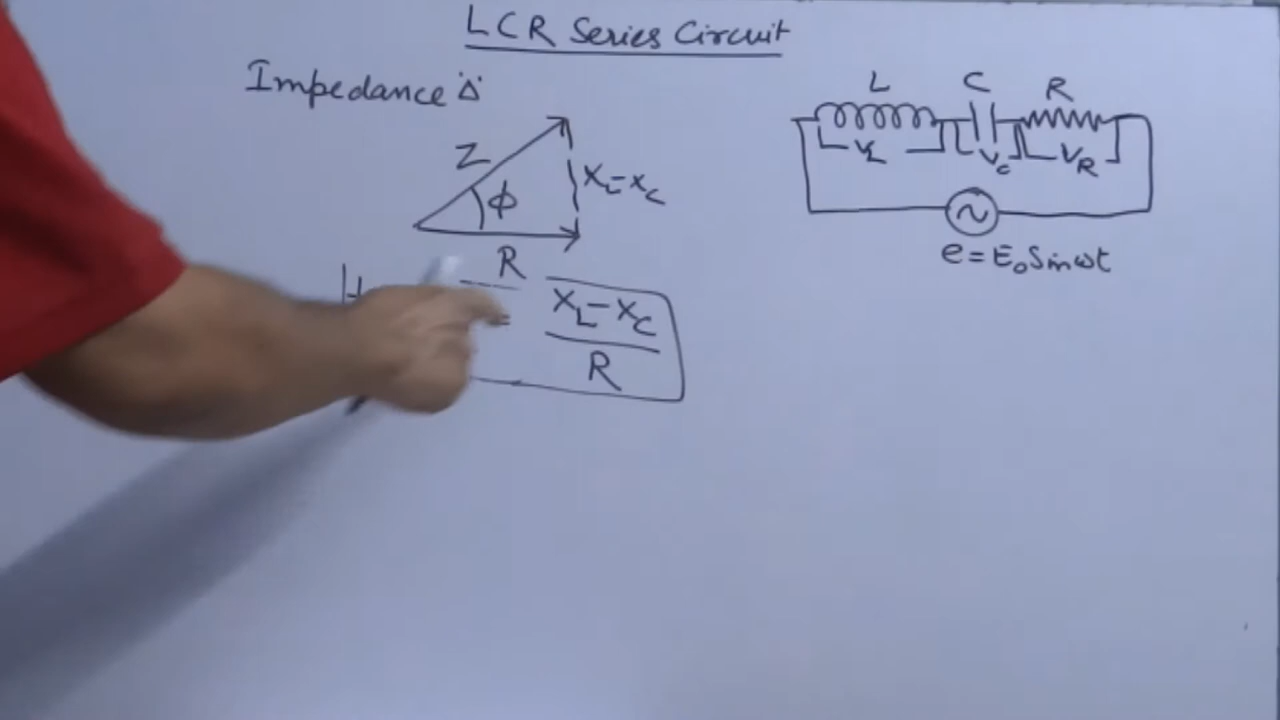 LCR Series Circuit
Impedance Δ
Z
ϕ
X_L-X_C
R
= X_L-X_C
R
L C R
V_L V_C V_R
e = E₀ Sin ωt